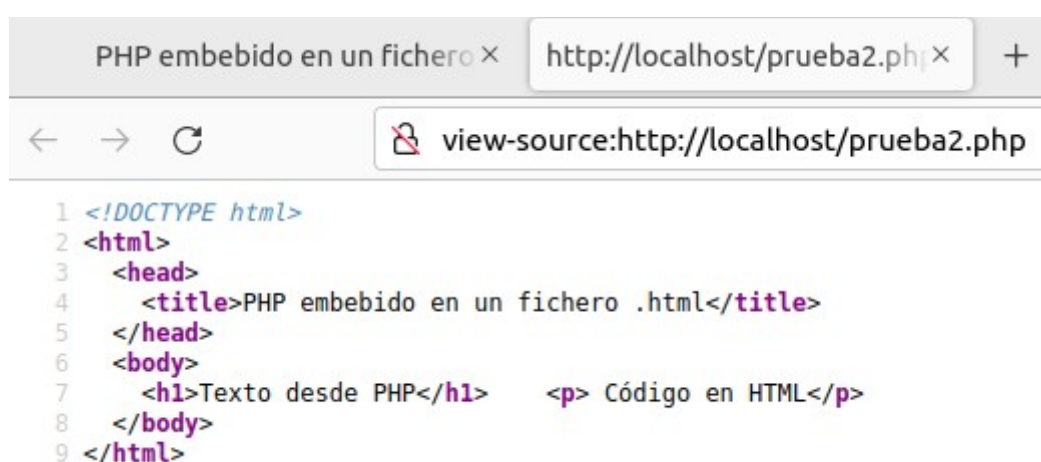 PHP embebido en un fichero × http://localhost/prueba2.ph × +
view-source:http://localhost/prueba2.php
1 <!DOCTYPE html>
2 <html>
3 <head>
4 <title>PHP embebido en un fichero .html</title>
5 </head>
6 <body>
7 <h1>Texto desde PHP</h1> <p> Código en HTML</p>
8 </body>
9 </html>